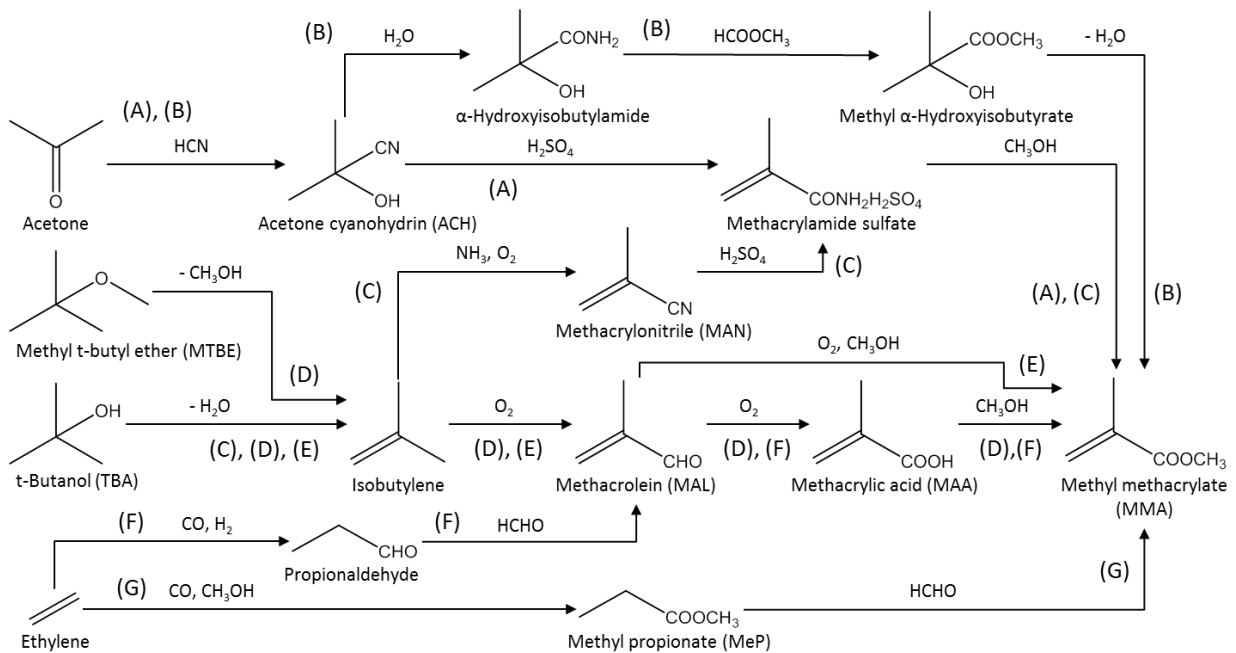 (B)
H₂O
CONH₂
OH
α-Hydroxyisobutylamide
(B)
HCOOCH₃
COOCH₃
OH
Methyl α-Hydroxyisobutyrate
- H₂O
(A), (B)
HCN
O
Acetone
CN
OH
Acetone cyanohydrin (ACH)
H₂SO₄
(A)
CONH₂H₂SO₄
Methacrylamide sulfate
CH₃OH
O
Methyl t-butyl ether (MTBE)
- CH₃OH
(D)
(C)
NH₃, O₂
CN
Methacrylonitrile (MAN)
H₂SO₄
(C)
(A), (C)
(B)
O₂, CH₃OH
(E)
OH
t-Butanol (TBA)
- H₂O
(C), (D), (E)
Isobutylene
O₂
(D), (E)
CHO
Methacrolein (MAL)
O₂
(D), (F)
COOH
Methacrylic acid (MAA)
CH₃OH
(D),(F)
COOCH₃
Methyl methacrylate
(MMA)
(F)
CO, H₂
CHO
Propionaldehyde
(F)
HCHO
Ethylene
(G)
CO, CH₃OH
COOCH₃
Methyl propionate (MeP)
HCHO
(G)